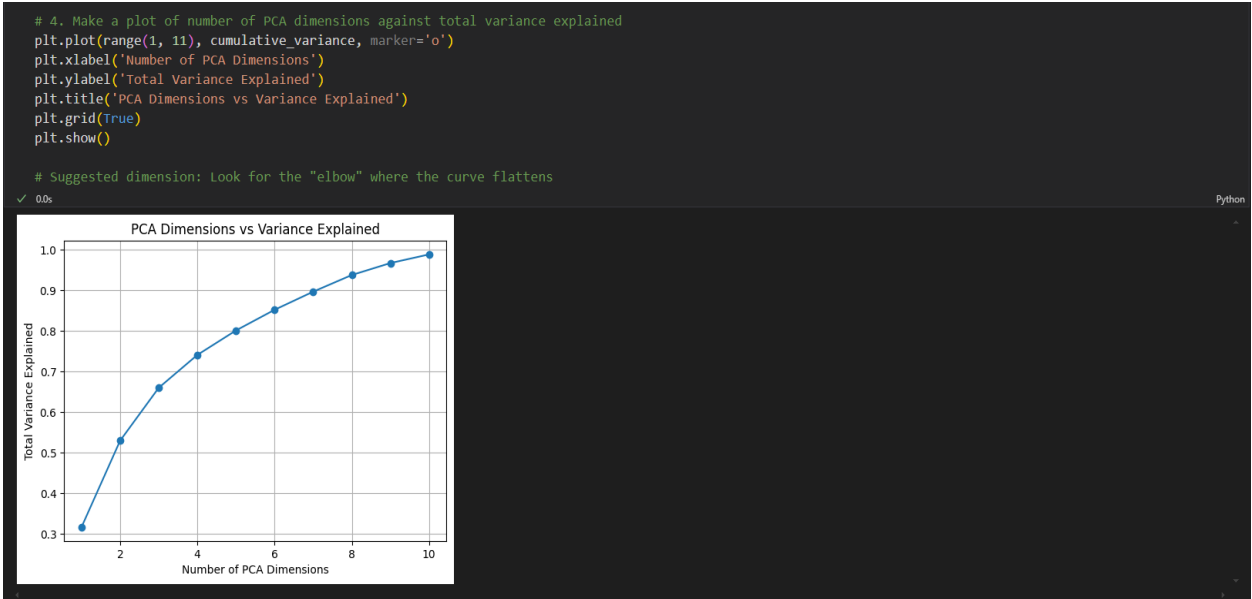 # 4. Make a plot of number of PCA dimensions against total variance explained
plt.plot(range(1, 11), cumulative_variance, marker='o')
plt.xlabel('Number of PCA Dimensions')
plt.ylabel('Total Variance Explained')
plt.title('PCA Dimensions vs Variance Explained')
plt.grid(True)
plt.show()
# Suggested dimension: Look for the "elbow" where the curve flattens
✓ 0.0s
Python
PCA Dimensions vs Variance Explained
Total Variance Explained
1.0
0.9
0.8
0.7
0.6
0.5
0.4
0.3
2 4 6 8 10
Number of PCA Dimensions